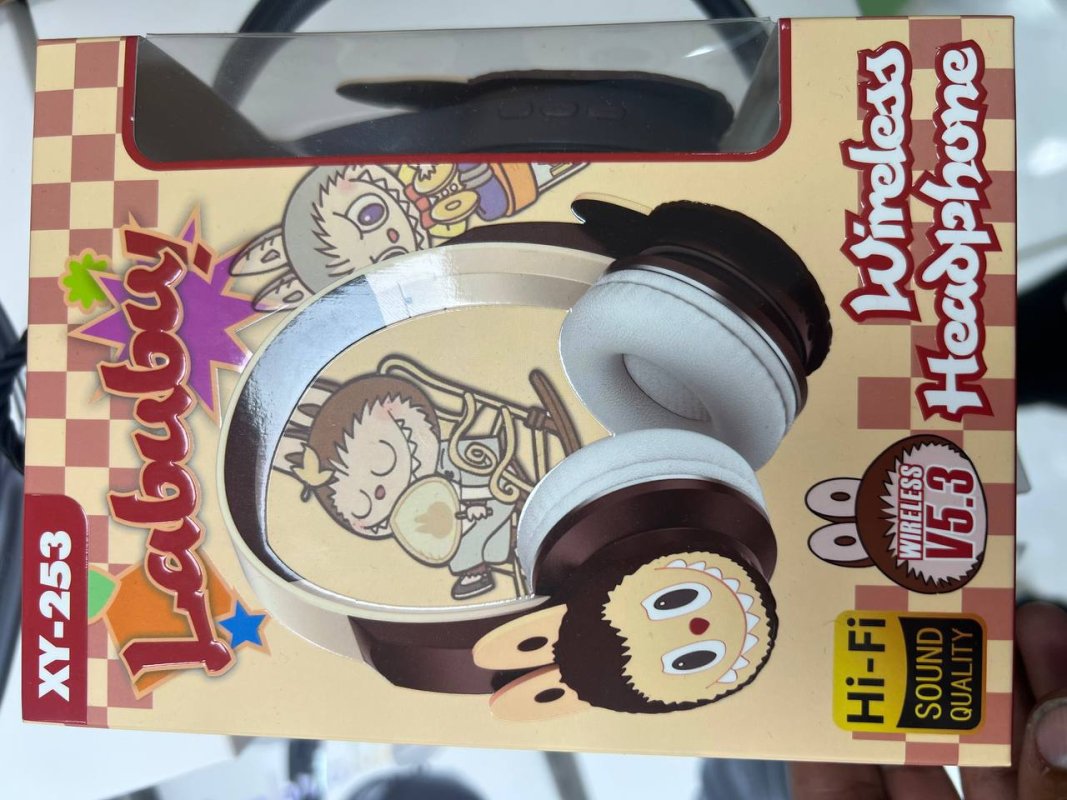 XY-253
Labubu!
WIRELESS
V5.3
Wireless
Headphone
Hi-Fi
SOUND
QUALITY